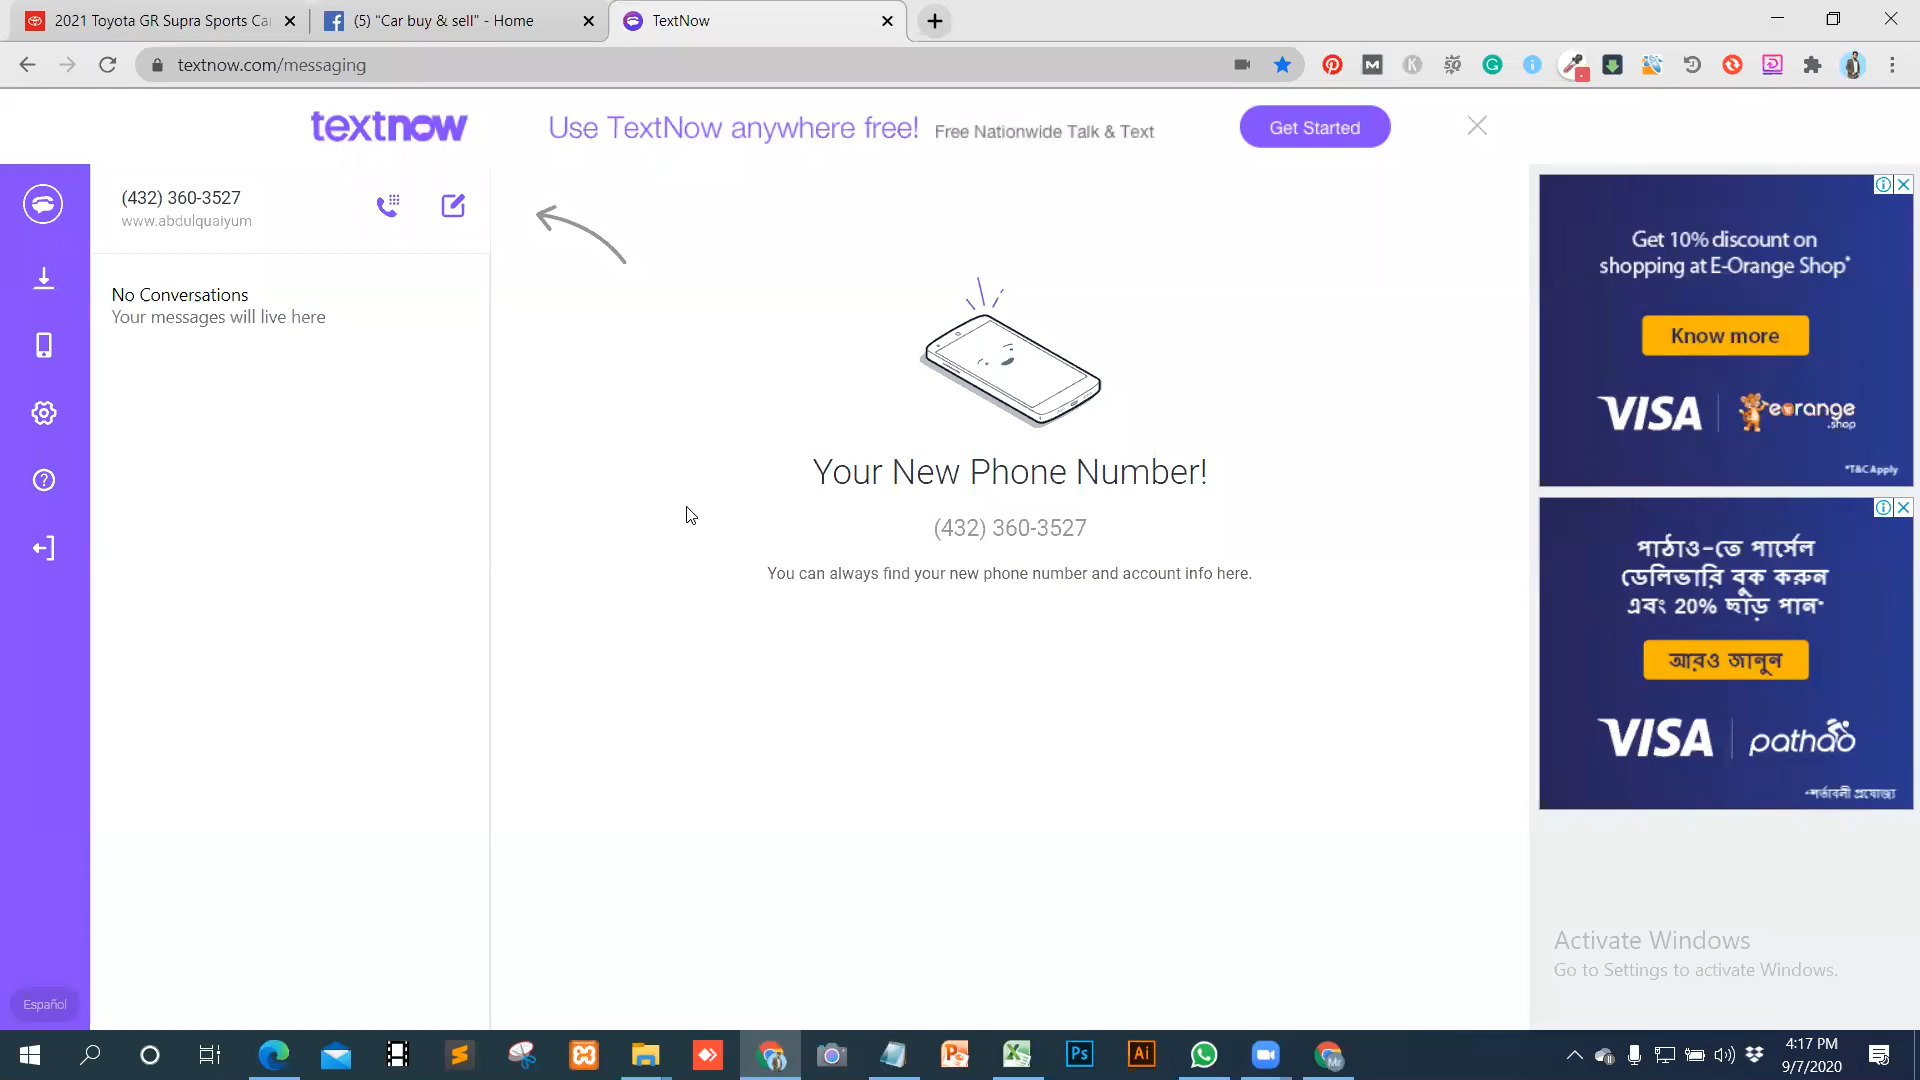 2021 Toyota GR Supra Sports Ca
(5) "Car buy & sell" - Home
TextNow
textnow.com/messaging
textnow
Use TextNow anywhere free! Free Nationwide Talk & Text
Get Started
(432) 360-3527
www.abdulquaiyum
No Conversations
Your messages will live here
Your New Phone Number!
(432) 360-3527
You can always find your new phone number and account info here.
Get 10% discount on
shopping at E-Orange Shop*
Know more
VISA
eorange
.shop
*T&C Apply
পাঠাও-তে পার্সেল
ডেলিভারি বুক করুন
এবং 20% ছাড় পান*
আরও জানুন
VISA
pathao
*শর্তাবলী প্রযোজ্য
Activate Windows
Go to Settings to activate Windows.
Español
4:17 PM
9/7/2020